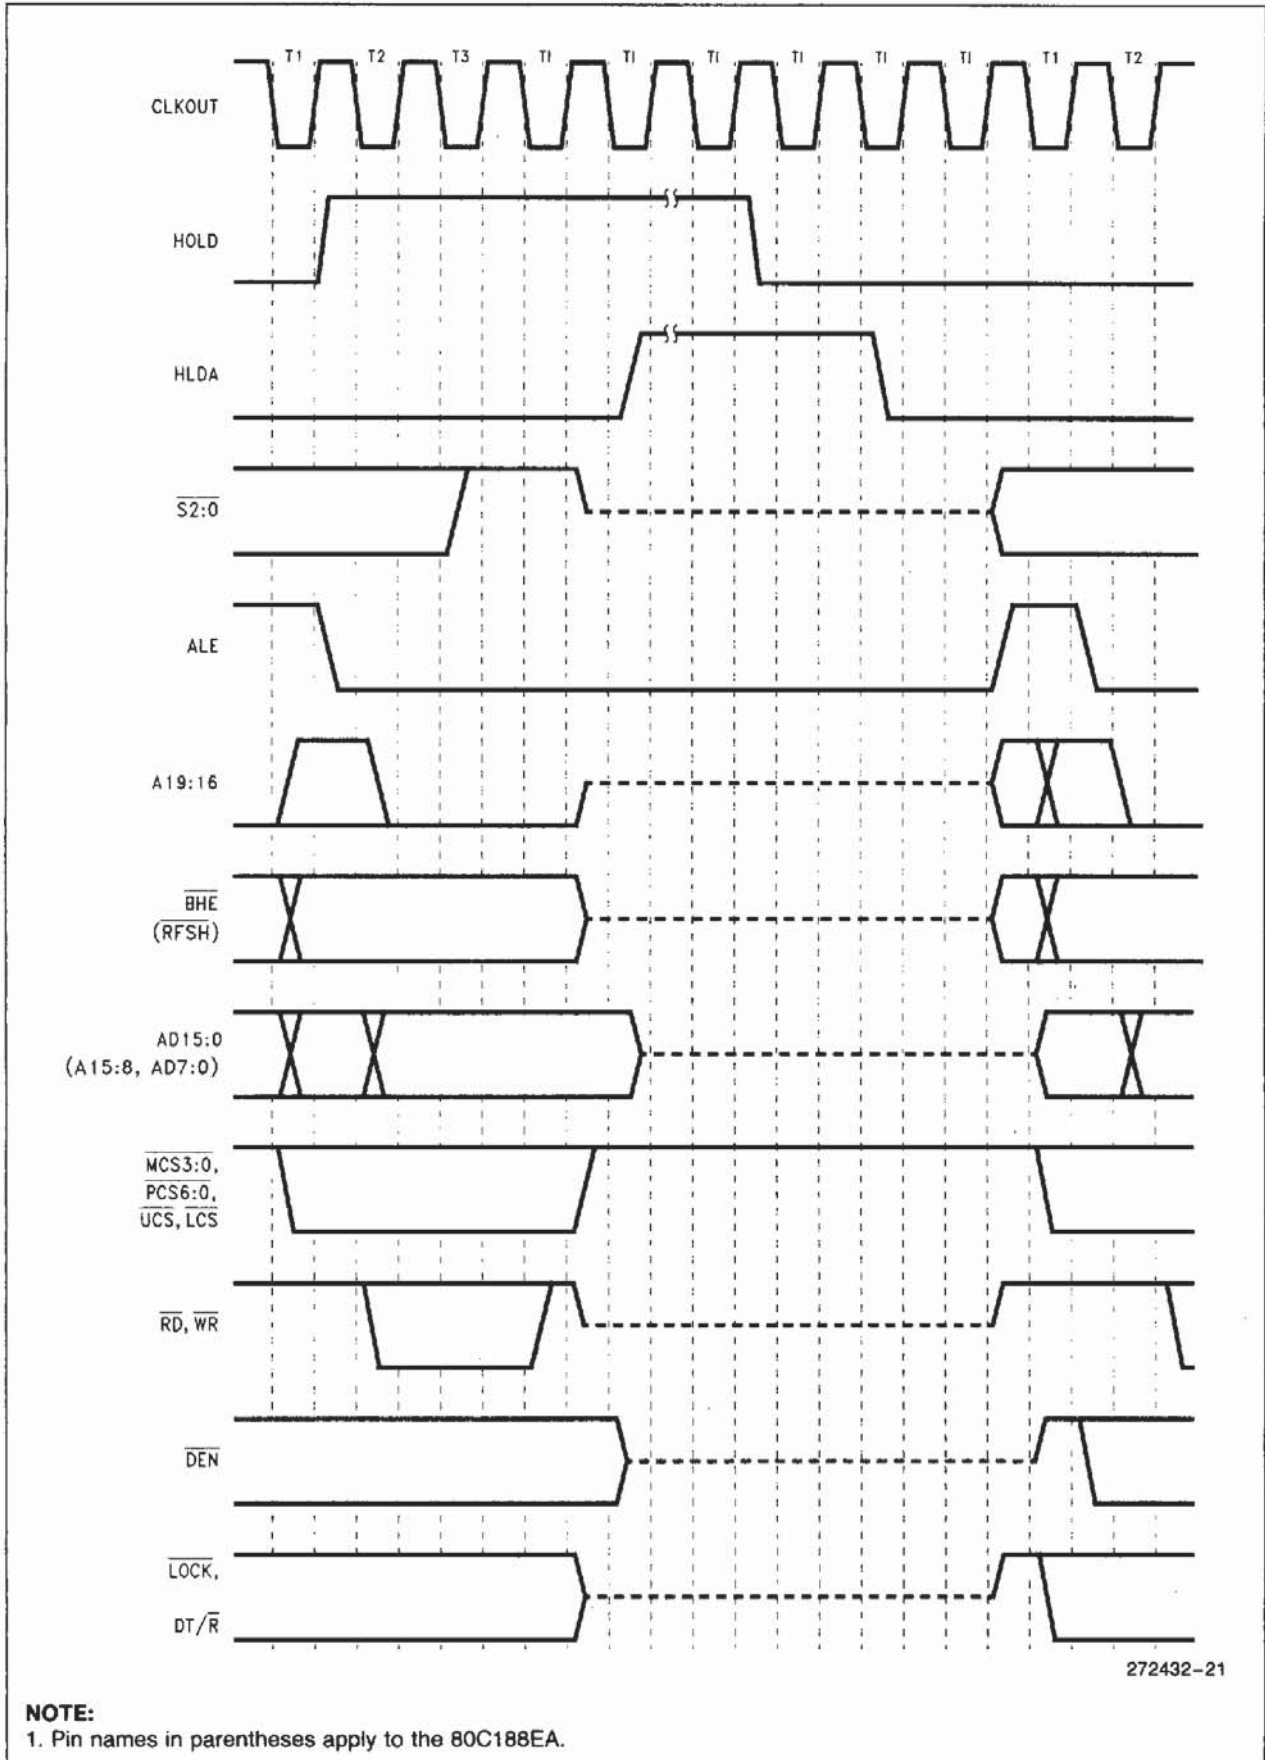 T1 T2 T3 TI TI TI TI TI TI T1 T2
CLKOUT
HOLD
HLDA
S2:0
ALE
A19:16
BHE
(RFSH)
AD15:0
(A15:8, AD7:0)
MCS3:0,
PCS6:0,
UCS, LCS
RD, WR
DEN
LOCK,
DT/R
272432-21
NOTE:
1. Pin names in parentheses apply to the 80C188EA.